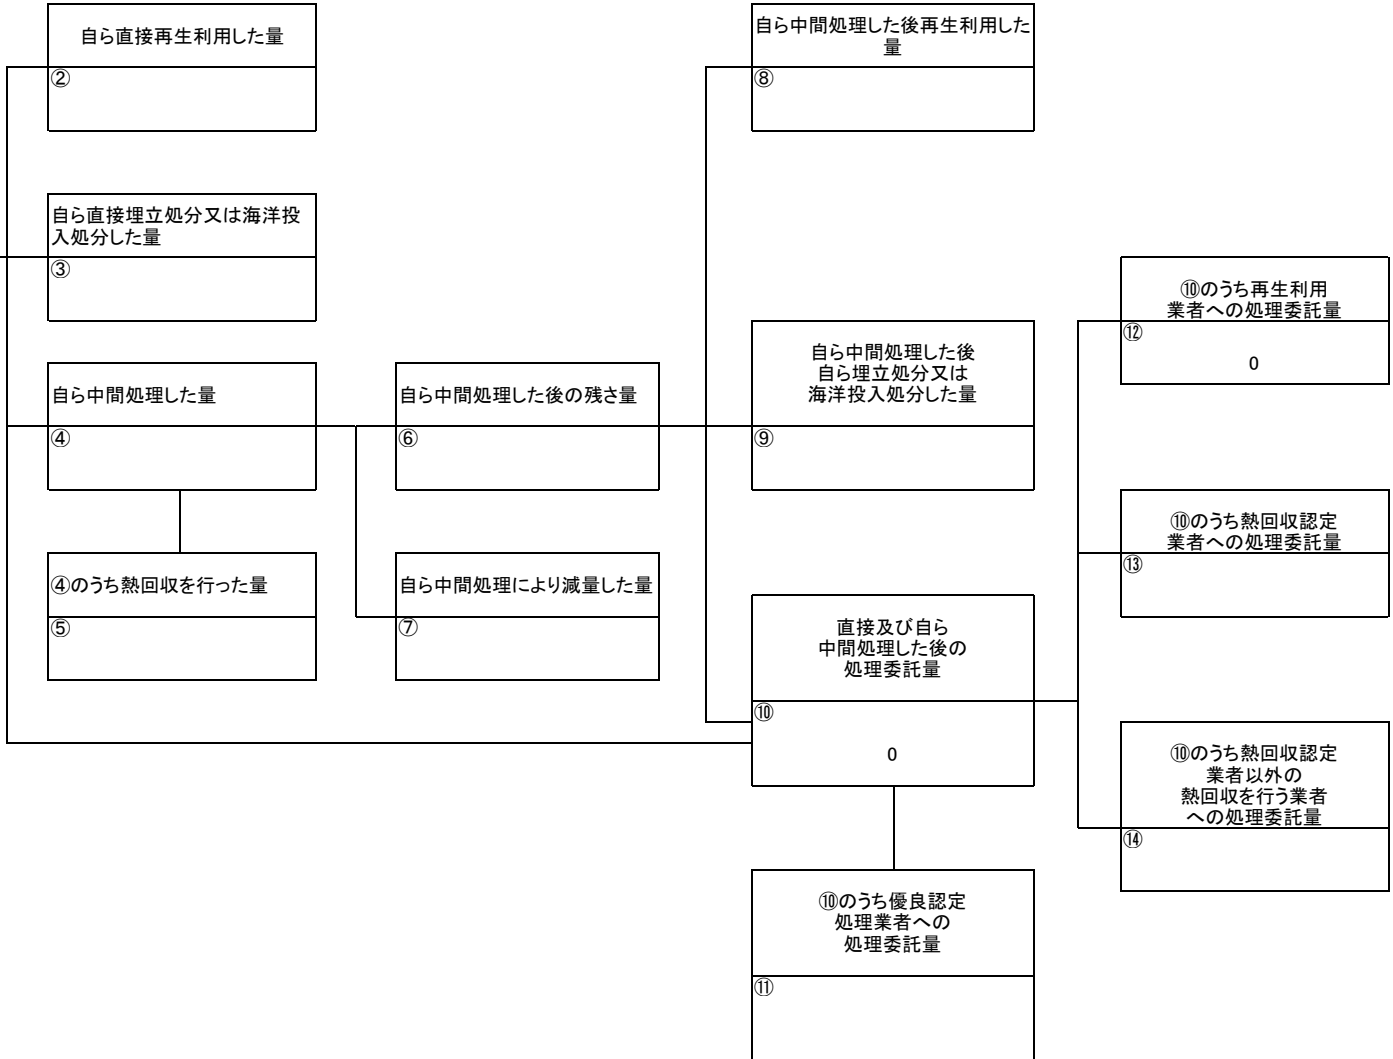 自ら直接再生利用した量
②
自ら直接埋立処分又は海洋投
入処分した量
③
自ら中間処理した量
④
④のうち熱回収を行った量
⑤
自ら中間処理した後の残さ量
⑥
自ら中間処理により減量した量
⑦
自ら中間処理した後再生利用した
量
⑧
自ら中間処理した後
自ら埋立処分又は
海洋投入処分した量
⑨
直接及び自ら
中間処理した後の
処理委託量
⑩
0
⑩のうち優良認定
処理業者への
処理委託量
⑪
⑩のうち再生利用
業者への処理委託量
⑫
0
⑩のうち熱回収認定
業者への処理委託量
⑬
⑩のうち熱回収認定
業者以外の
熱回収を行う業者
への処理委託量
⑭